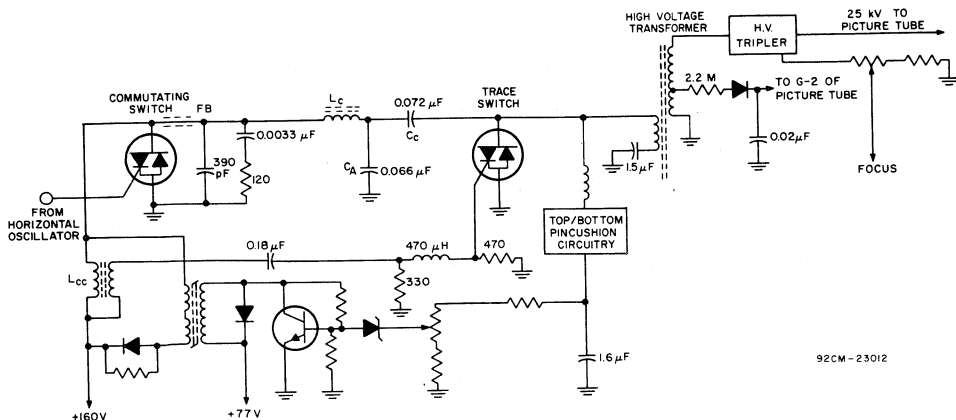 HIGH VOLTAGE
TRANSFORMER
H.V.
TRIPLER
25 kV TO
PICTURE TUBE
2.2 M
TO G-2 OF
PICTURE TUBE
0.02 µF
FOCUS
COMMUTATING
SWITCH
FB
390
pF
0.0033 µF
120
LC
0.072 µF
CC
CA
0.066 µF
TRACE
SWITCH
1.5 µF
FROM
HORIZONTAL
OSCILLATOR
TOP/BOTTOM
PINCUSHION
CIRCUITRY
0.18 µF
470 µH
470
330
LCC
1.6 µF
92CM-23012
+160V
+77V